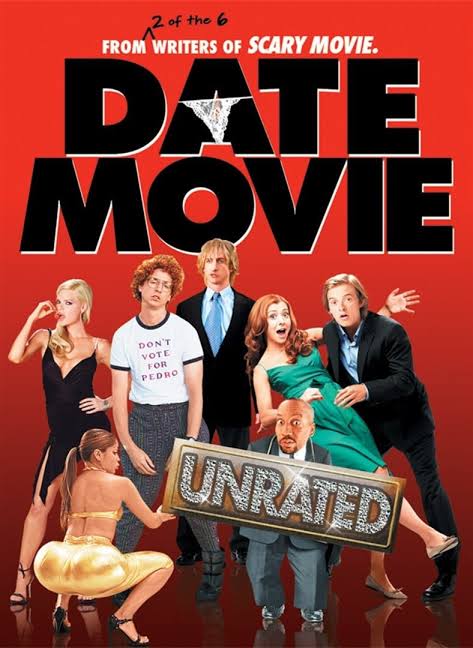 2 of the 6
FROM WRITERS OF SCARY MOVIE.
DATE
MOVIE
DON'T
VOTE
FOR
PEDRO
UNRATED